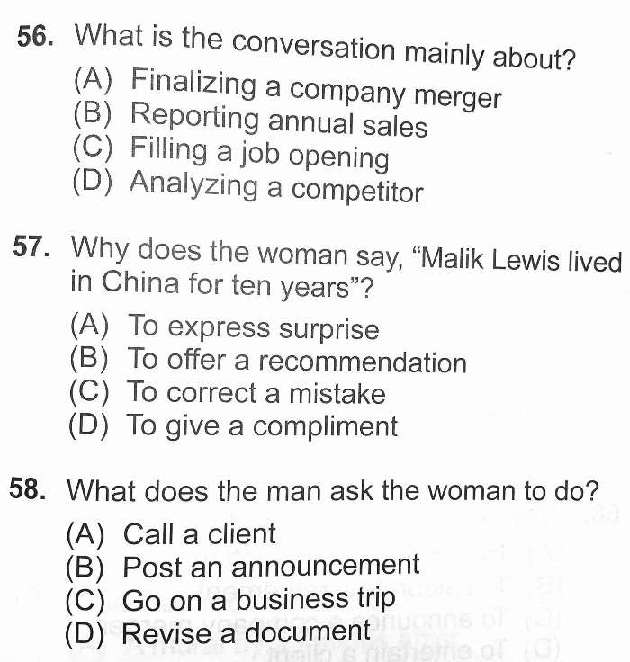 56. What is the conversation mainly about?
(A) Finalizing a company merger
(B) Reporting annual sales
(C) Filling a job opening
(D) Analyzing a competitor
57. Why does the woman say, “Malik Lewis lived
in China for ten years”?
(A) To express surprise
(B) To offer a recommendation
(C) To correct a mistake
(D) To give a compliment
58. What does the man ask the woman to do?
(A) Call a client
(B) Post an announcement
(C) Go on a business trip
(D) Revise a document